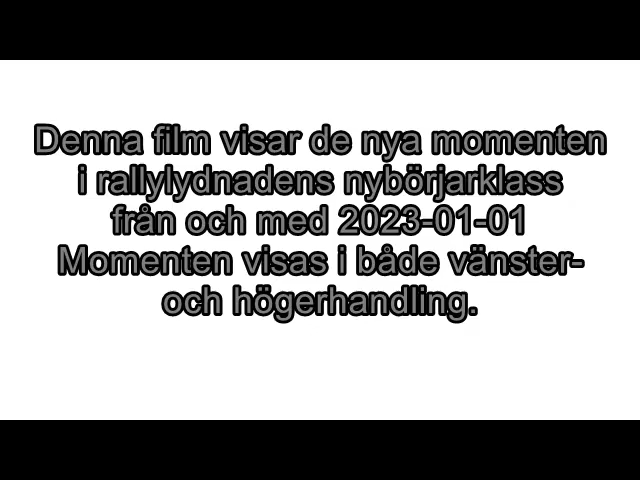 Denna film visar de nya momenten
i rallylydnadens nybörjarklass
från och med 2023-01-01
Momenten visas i både vänster-
och högerhandling.